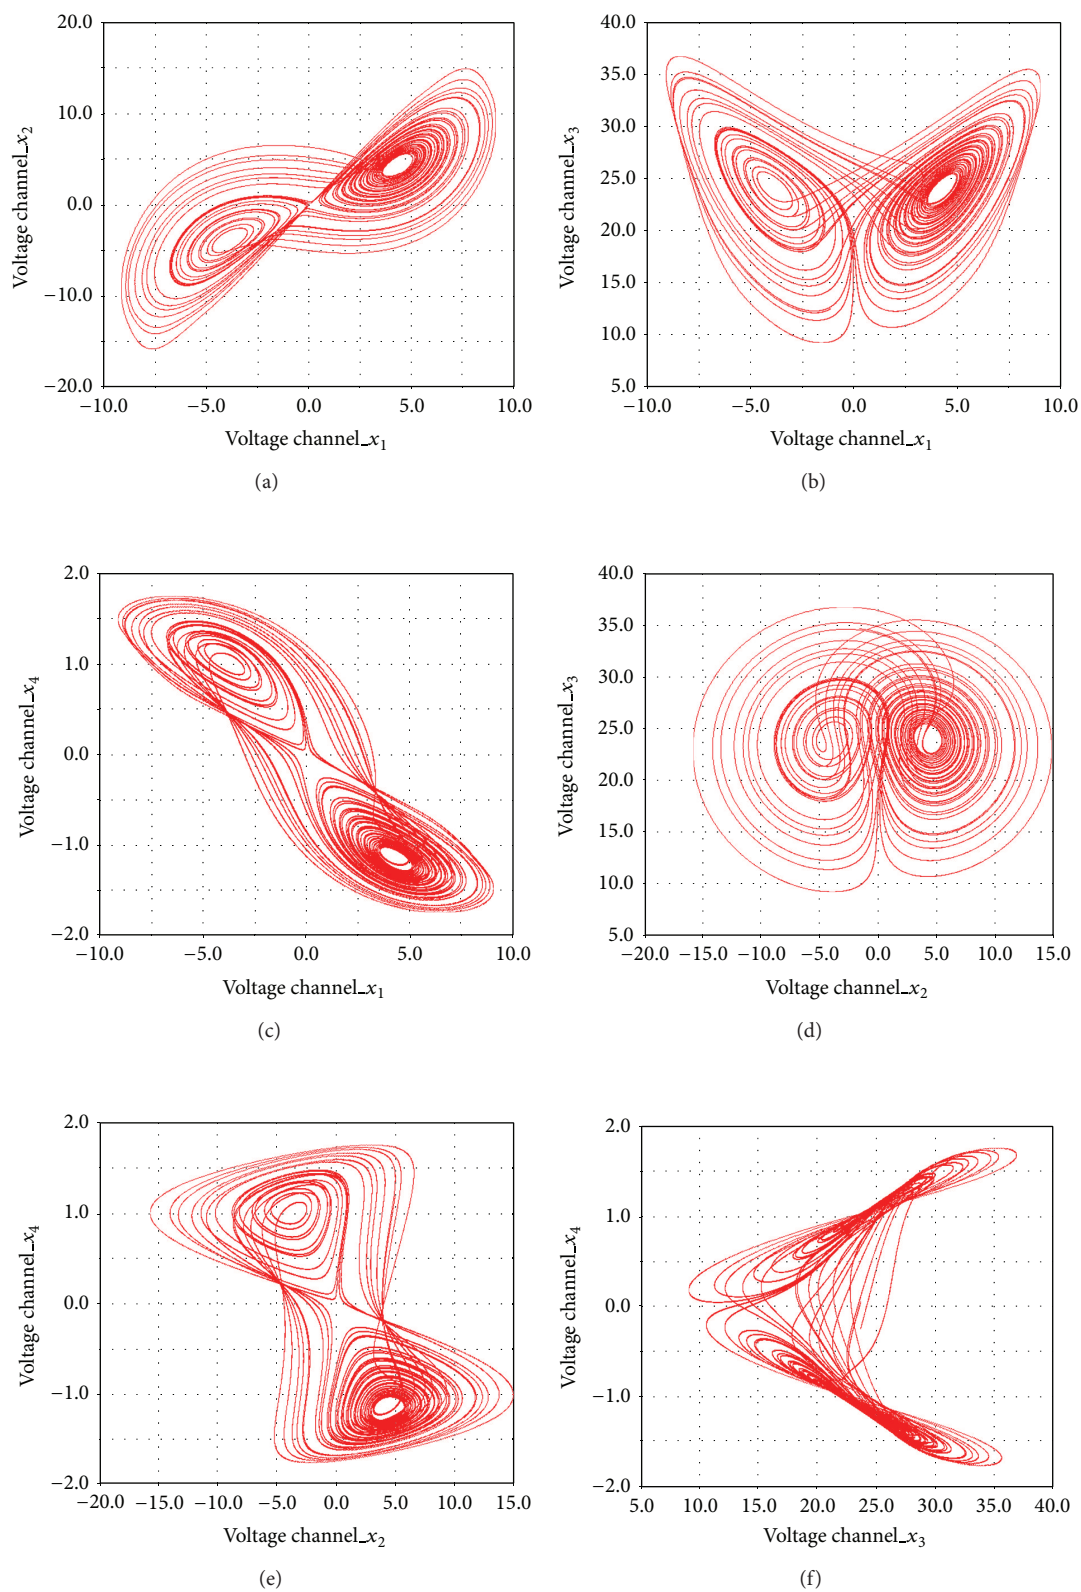 20.0
10.0
0.0
−10.0
−20.0
−10.0 −5.0 0.0 5.0 10.0
Voltage channel_x2
Voltage channel_x1
(a)
40.0
35.0
30.0
25.0
20.0
15.0
10.0
5.0
−10.0 −5.0 0.0 5.0 10.0
Voltage channel_x3
Voltage channel_x1
(b)
2.0
1.0
0.0
−1.0
−2.0
−10.0 −5.0 0.0 5.0 10.0
Voltage channel_x4
Voltage channel_x1
(c)
40.0
35.0
30.0
25.0
20.0
15.0
10.0
5.0
−20.0 −15.0 −10.0 −5.0 0.0 5.0 10.0 15.0
Voltage channel_x3
Voltage channel_x2
(d)
2.0
1.0
0.0
−1.0
−2.0
−20.0 −15.0 −10.0 −5.0 0.0 5.0 10.0 15.0
Voltage channel_x4
Voltage channel_x2
(e)
2.0
1.0
0.0
−1.0
−2.0
5.0 10.0 15.0 20.0 25.0 30.0 35.0 40.0
Voltage channel_x4
Voltage channel_x3
(f)